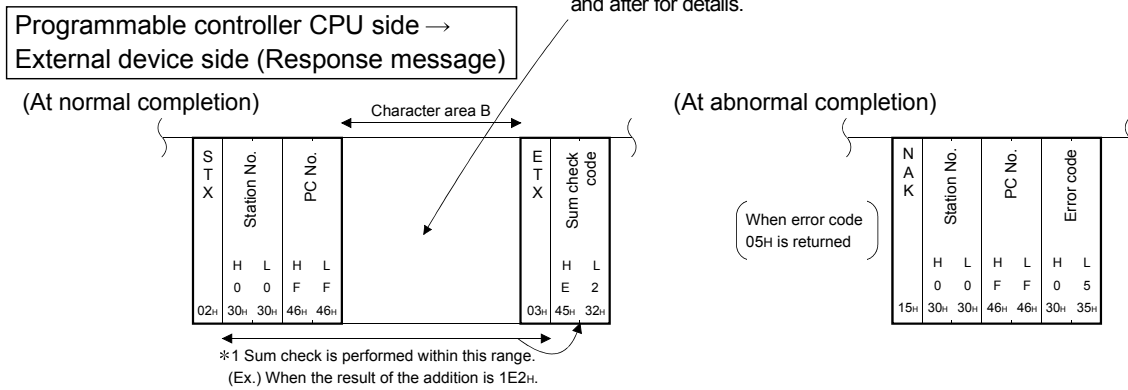 and after for details.
Programmable controller CPU side →
External device side (Response message)
(At normal completion)
Character area B
S T X
Station No.
PC No.
E T X
Sum check code
H L H L H L
0 0 F F E 2
02H 30H 30H 46H 46H 03H 45H 32H
*1 Sum check is performed within this range.
(Ex.) When the result of the addition is 1E2H.
(At abnormal completion)
When error code
05H is returned
N A K
Station No.
PC No.
Error code
H L H L H L
0 0 F F 0 5
15H 30H 30H 46H 46H 30H 35H